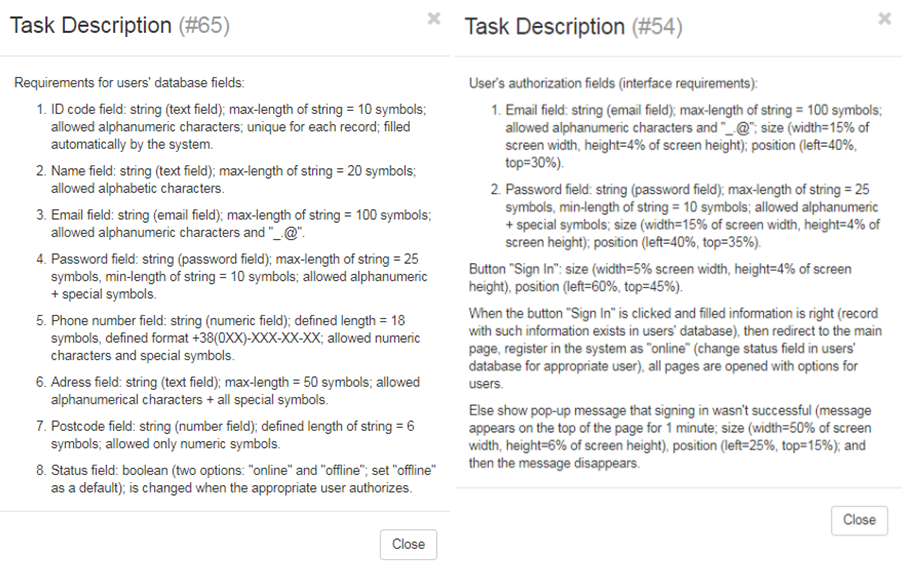 Task Description (#65)
×
Requirements for users' database fields:
1. ID code field: string (text field); max-length of string = 10 symbols;
allowed alphanumeric characters; unique for each record; filled
automatically by the system.
2. Name field: string (text field); max-length of string = 20 symbols;
allowed alphabetic characters.
3. Email field: string (email field); max-length of string = 100 symbols;
allowed alphanumeric characters and "_.@".
4. Password field: string (password field); max-length of string = 25
symbols, min-length of string = 10 symbols; allowed alphanumeric
+ special symbols.
5. Phone number field: string (numeric field); defined length = 18
symbols, defined format +38(0XX)-XXX-XX-XX; allowed numeric
characters and special symbols.
6. Adress field: string (text field); max-length = 50 symbols; allowed
alphanumerical characters + all special symbols.
7. Postcode field: string (number field); defined length of string = 6
symbols; allowed only numeric symbols.
8. Status field: boolean (two options: "online" and "offline"; set "offline"
as a default); is changed when the appropriate user authorizes.
Close
Task Description (#54)
×
User's authorization fields (interface requirements):
1. Email field: string (email field); max-length of string = 100 symbols;
allowed alphanumeric characters and "_.@"; size (width=15% of
screen width, height=4% of screen height); position (left=40%,
top=30%).
2. Password field: string (password field); max-length of string = 25
symbols, min-length of string = 10 symbols; allowed alphanumeric
+ special symbols; size (width=15% of screen width, height=4% of
screen height); position (left=40%, top=35%).
Button "Sign In": size (width=5% screen width, height=4% of screen
height), position (left=60%, top=45%).
When the button "Sign In" is clicked and filled information is right (record
with such information exists in users' database), then redirect to the main
page, register in the system as "online" (change status field in users'
database for appropriate user), all pages are opened with options for
users.
Else show pop-up message that signing in wasn't successful (message
appears on the top of the page for 1 minute; size (width=50% of screen
width, height=6% of screen height), position (left=25%, top=15%); and
then the message disappears.
Close